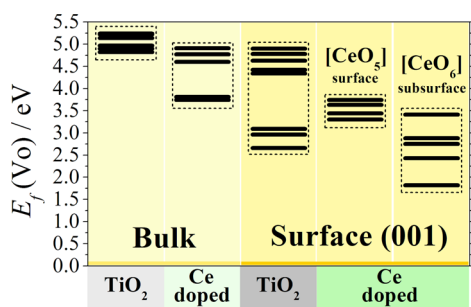 E_f (Vo) / eV
5.5
5.0
4.5
4.0
3.5
3.0
2.5
2.0
1.5
1.0
0.5
0.0
[CeO₅]
surface
[CeO₆]
subsurface
Bulk
Surface (001)
TiO₂
Ce
doped
TiO₂
Ce
doped